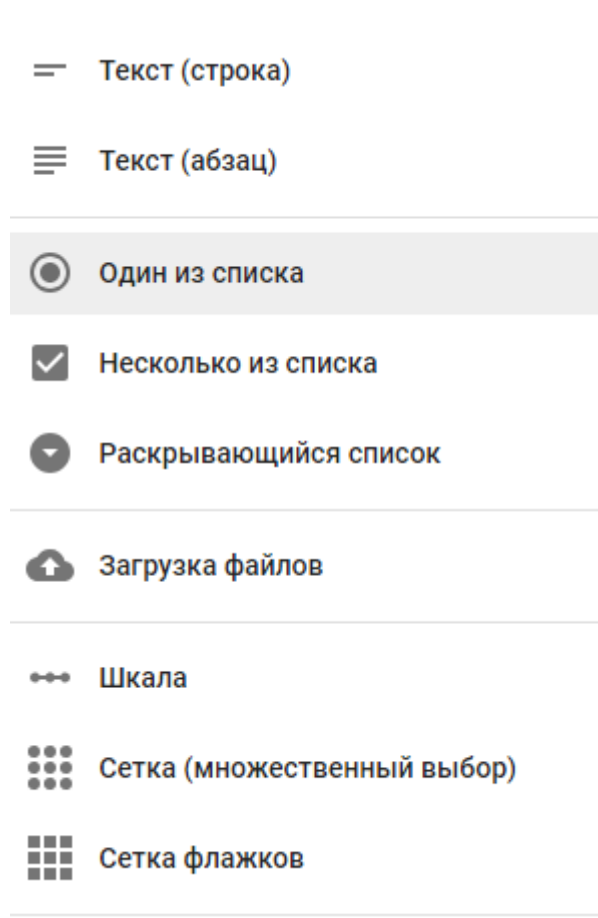 Текст (строка)
Текст (абзац)
Один из списка
Несколько из списка
Раскрывающийся список
Загрузка файлов
Шкала
Сетка (множественный выбор)
Сетка флажков